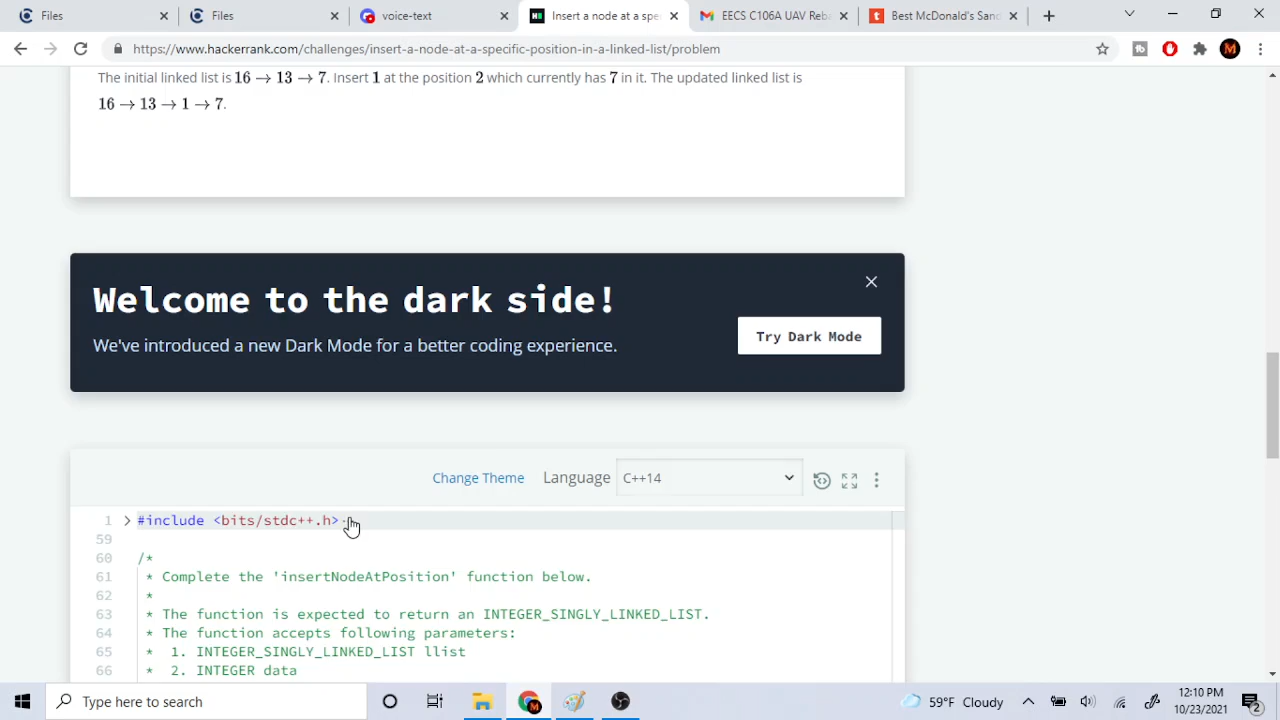 Files
Files
voice-text
Insert a node at a spe
EECS C106A UAV Reba
Best McDonald's Sand
https://www.hackerrank.com/challenges/insert-a-node-at-a-specific-position-in-a-linked-list/problem
The initial linked list is 16 → 13 → 7. Insert 1 at the position 2 which currently has 7 in it. The updated linked list is
16 → 13 → 1 → 7.
Welcome to the dark side!
We've introduced a new Dark Mode for a better coding experience.
Try Dark Mode
Change Theme Language C++14
1 #include <bits/stdc++.h>
59
60 /*
61 * Complete the 'insertNodeAtPosition' function below.
62 *
63 * The function is expected to return an INTEGER_SINGLY_LINKED_LIST.
64 * The function accepts following parameters:
65 * 1. INTEGER_SINGLY_LINKED_LIST llist
66 * 2. INTEGER data
Type here to search
59°F Cloudy
12:10 PM
10/23/2021
2